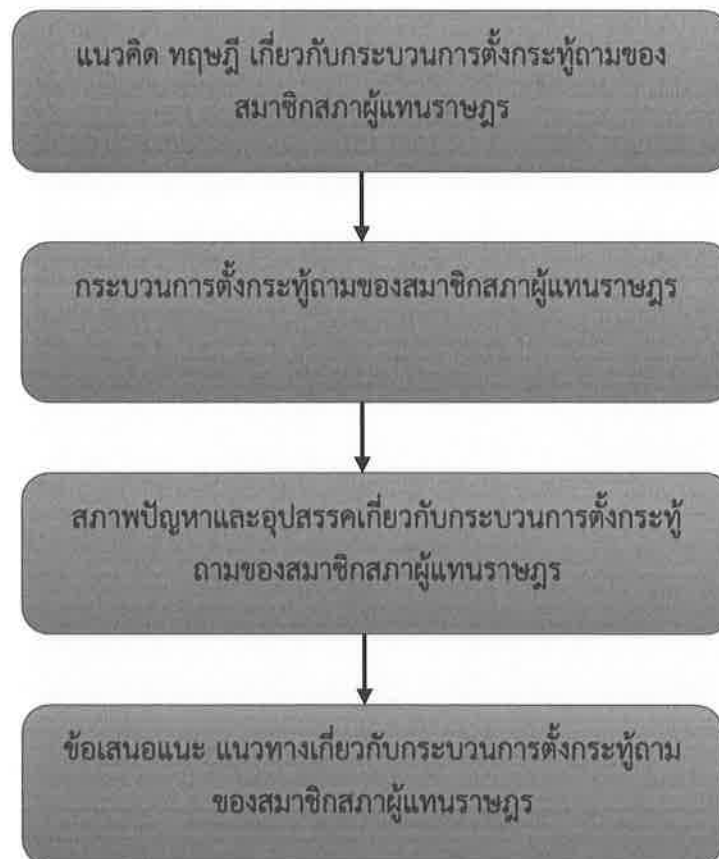 แนวคิด ทฤษฎี เกี่ยวกับกระบวนการตั้งกระทู้ถามของ
สมาชิกสภาผู้แทนราษฎร
กระบวนการตั้งกระทู้ถามของสมาชิกสภาผู้แทนราษฎร
สภาพปัญหาและอุปสรรคเกี่ยวกับกระบวนการตั้งกระทู้
ถามของสมาชิกสภาผู้แทนราษฎร
ข้อเสนอแนะ แนวทางเกี่ยวกับกระบวนการตั้งกระทู้ถาม
ของสมาชิกสภาผู้แทนราษฎร